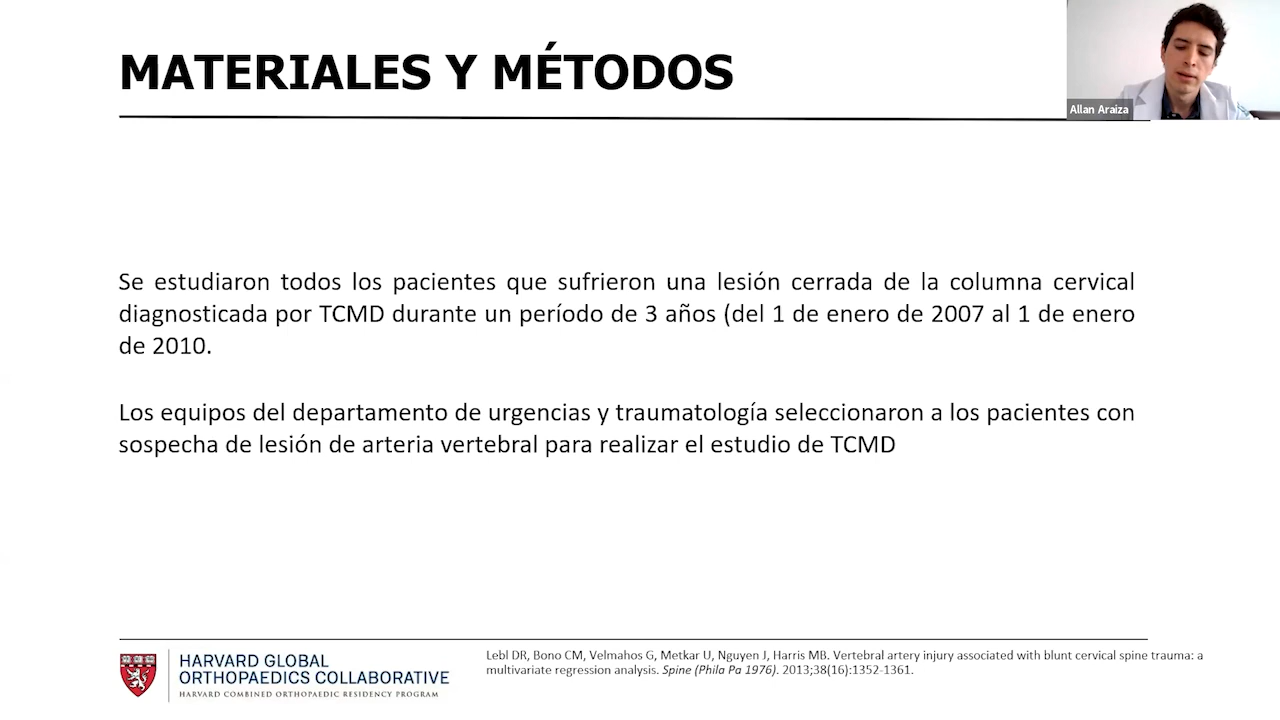 MATERIALES Y MÉTODOS
Allan Araiza
Se estudiaron todos los pacientes que sufrieron una lesión cerrada de la columna cervical
diagnosticada por TCMD durante un período de 3 años (del 1 de enero de 2007 al 1 de enero
de 2010.
Los equipos del departamento de urgencias y traumatología seleccionaron a los pacientes con
sospecha de lesión de arteria vertebral para realizar el estudio de TCMD
HARVARD GLOBAL
ORTHOPAEDICS COLLABORATIVE
HARVARD COMBINED ORTHOPAEDIC RESIDENCY PROGRAM
Lebl DR, Bono CM, Velmahos G, Metkar U, Nguyen J, Harris MB. Vertebral artery injury associated with blunt cervical spine trauma: a
multivariate regression analysis. Spine (Phila Pa 1976). 2013;38(16):1352-1361.